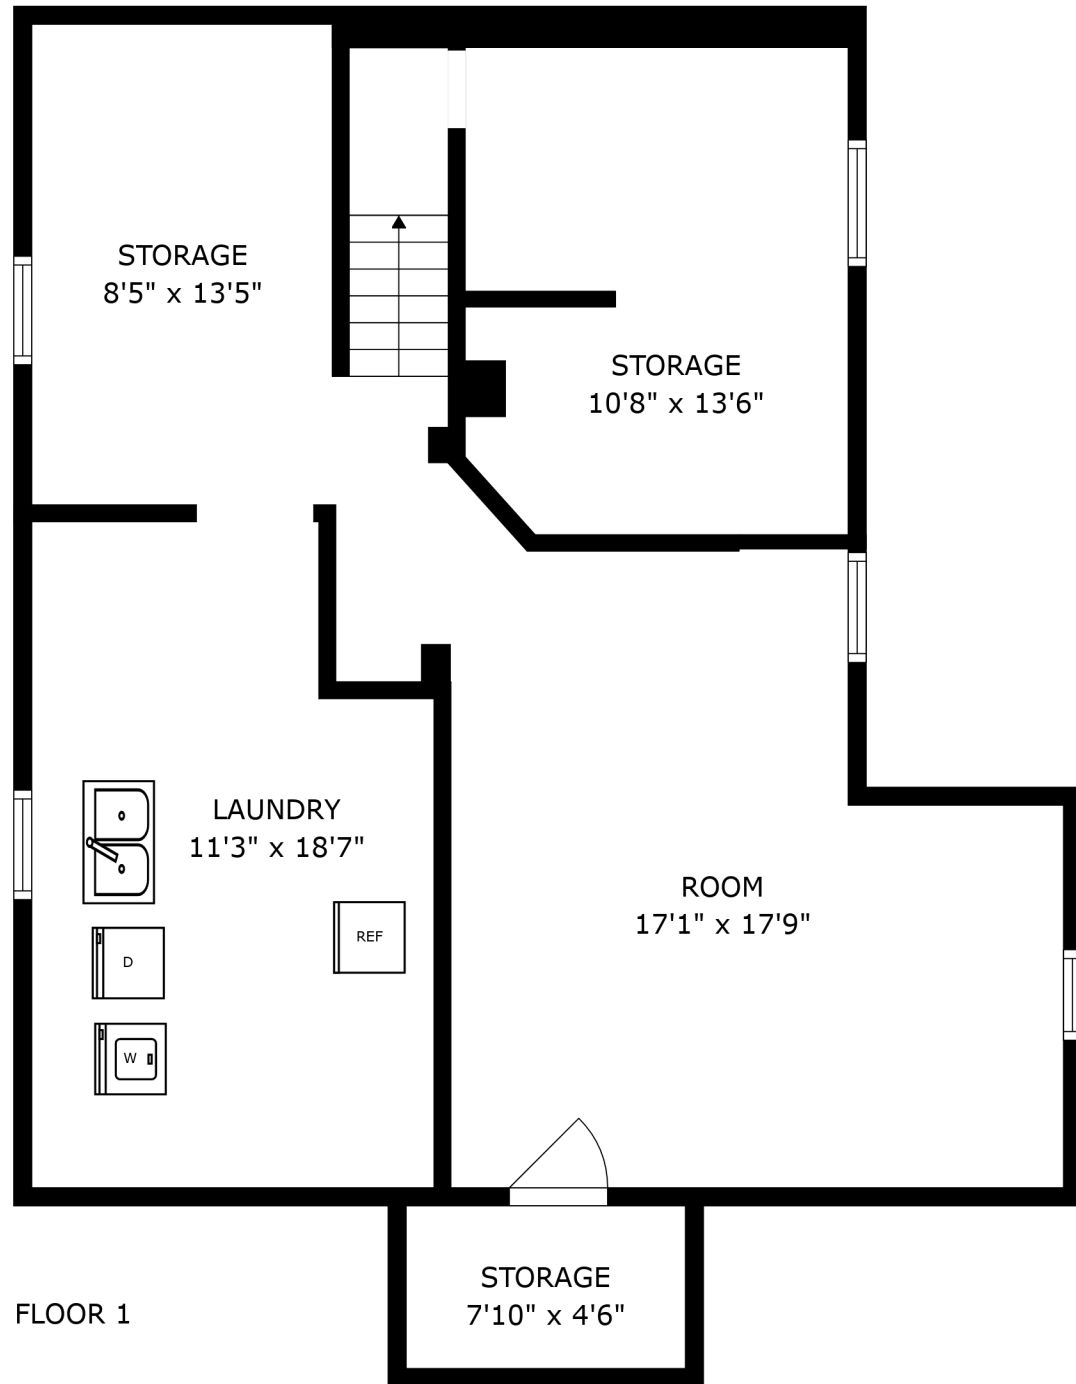 STORAGE
8'5" x 13'5"
STORAGE
10'8" x 13'6"
LAUNDRY
11'3" x 18'7"
ROOM
17'1" x 17'9"
REF
D
W
STORAGE
7'10" x 4'6"
FLOOR 1